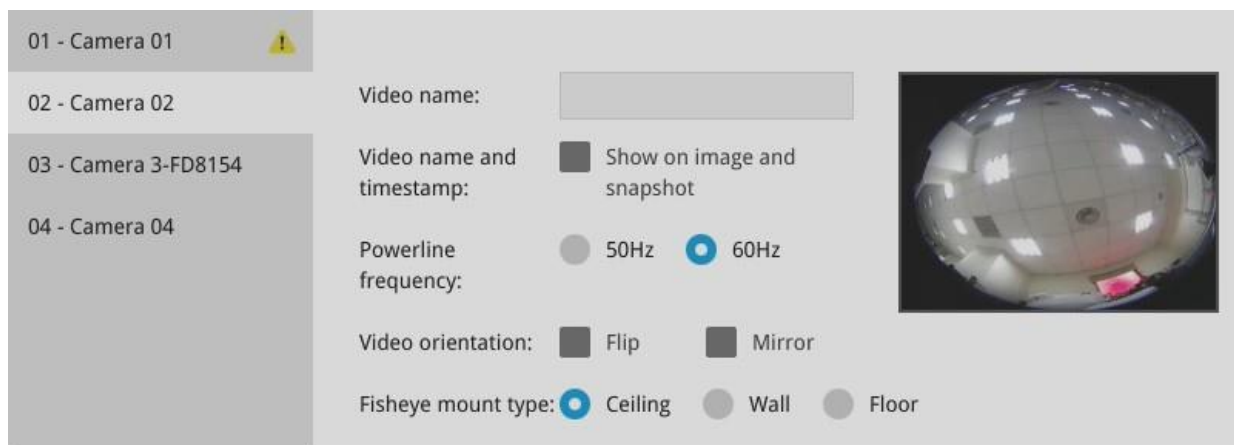 01 - Camera 01
02 - Camera 02
03 - Camera 3-FD8154
04 - Camera 04
Video name:
Video name and
timestamp:
Show on image and
snapshot
Powerline
frequency:
50Hz
60Hz
Video orientation:
Flip
Mirror
Fisheye mount type:
Ceiling
Wall
Floor